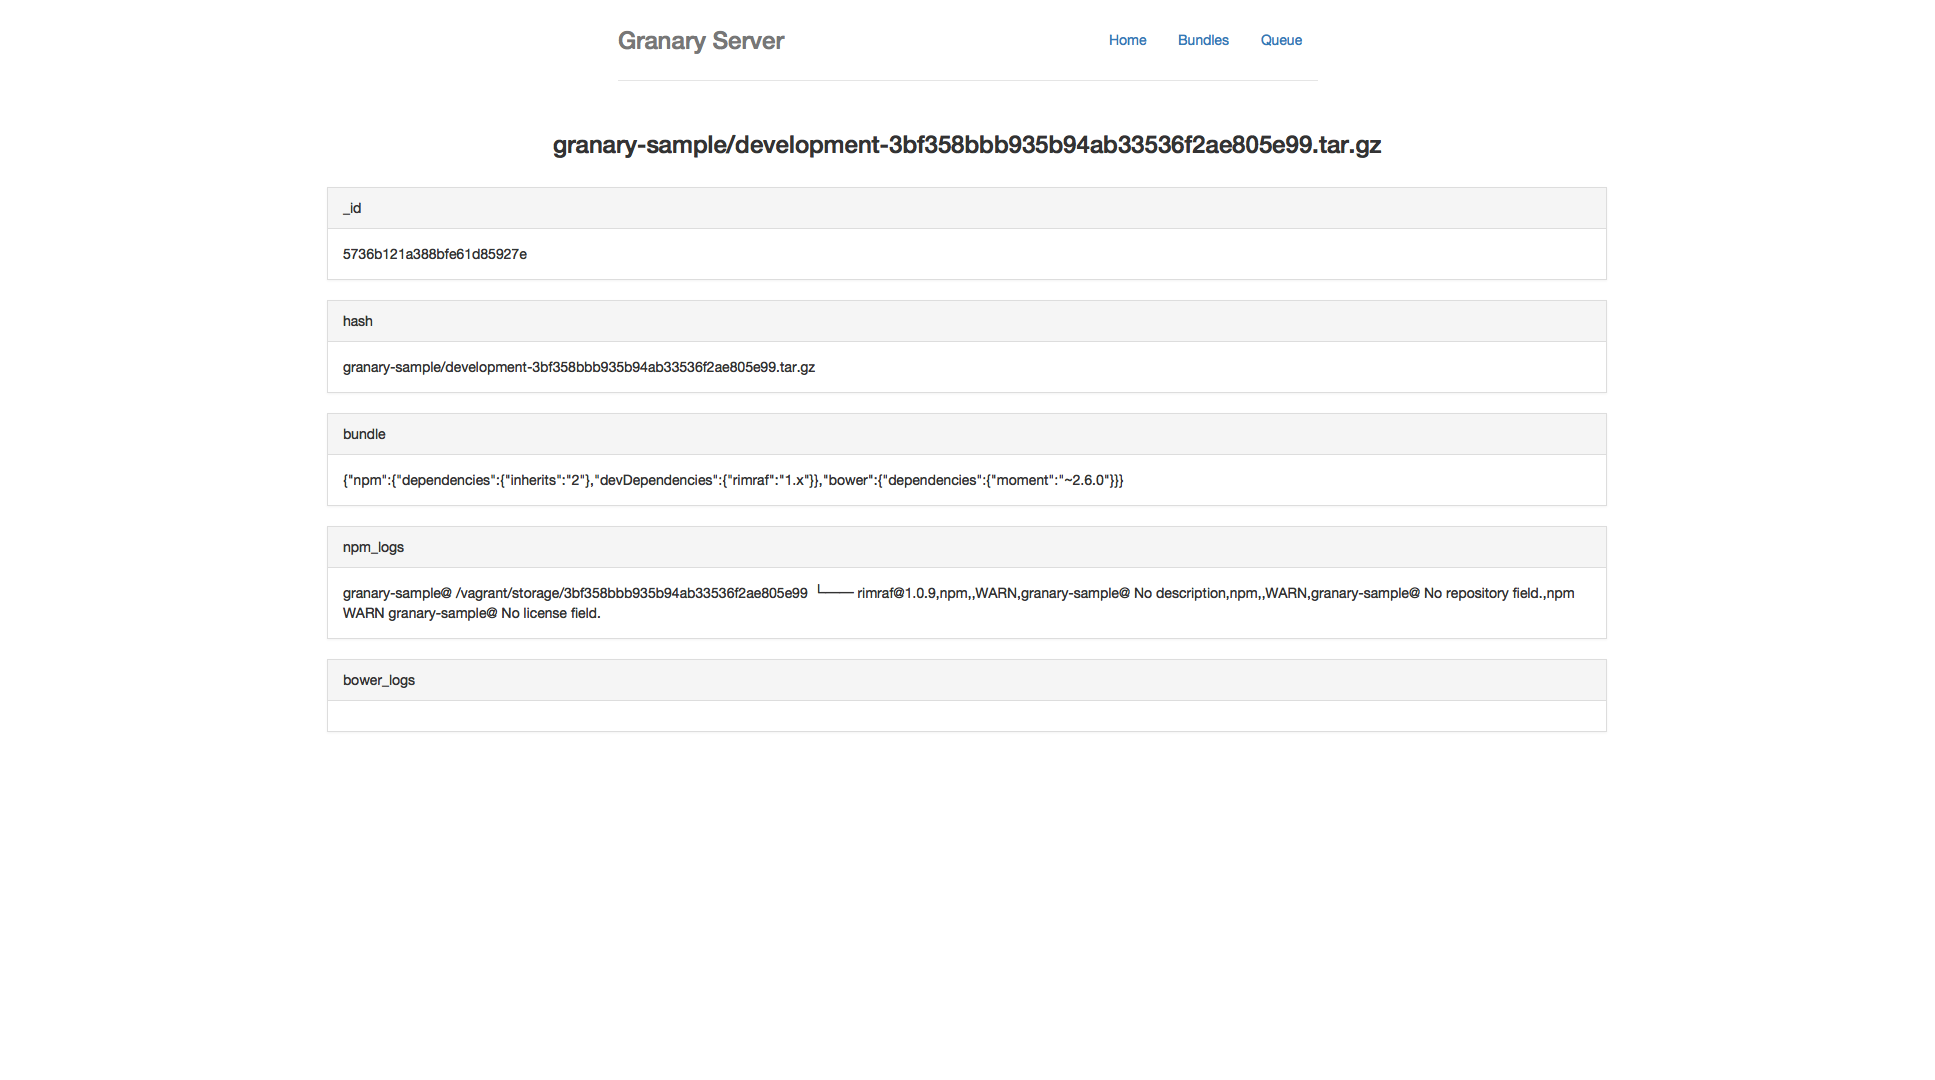 Granary Server
Home Bundles Queue
granary-sample/development-3bf358bbb935b94ab33536f2ae805e99.tar.gz
_id
5736b121a388bfe61d85927e
hash
granary-sample/development-3bf358bbb935b94ab33536f2ae805e99.tar.gz
bundle
{"npm":{"dependencies":{"inherits":"2"},"devDependencies":{"rimraf":"1.x"}},"bower":{"dependencies":{"moment":"~2.6.0"}}}
npm_logs
granary-sample@ /vagrant/storage/3bf358bbb935b94ab33536f2ae805e99 └── rimraf@1.0.9,npm,,WARN,granary-sample@ No description,npm,,WARN,granary-sample@ No repository field.,npm
WARN granary-sample@ No license field.
bower_logs